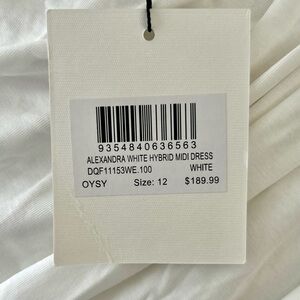 9354840636563
ALEXANDRA WHITE HYBRID MIDI DRESS
DQF11153WE.100 WHITE
OYSY Size: 12 $189.99